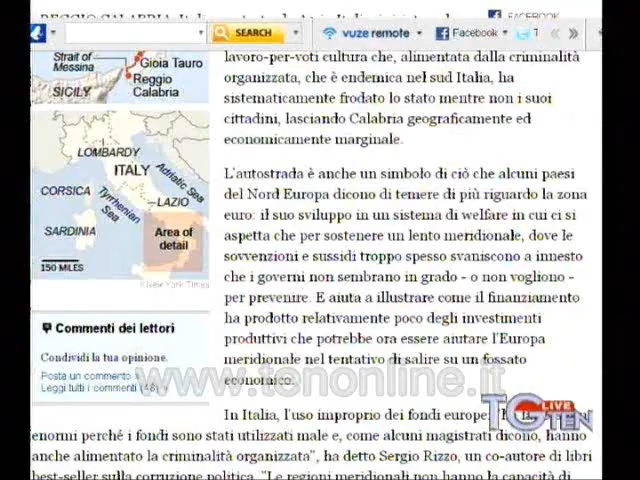 SEARCH
vuze remote
Facebook
FACEBOOK
Strait of
Messina
Gioia Tauro
Reggio
Calabria
SICILY
LOMBARDY
ITALY
CORSICA
Adriatic Sea
Tyrrhenian
Sea
LAZIO
SARDINIA
Area of
detail
150 MILES
© New York Times
Commenti dei lettori
Condividi la tua opinione.
Posta un commento »
Leggi tutti i commenti (48) »
lavoro-per-voti cultura che, alimentata dalla criminalità
organizzata, che è endemica nel sud Italia, ha
sistematicamente frodato lo stato mentre non i suoi
cittadini, lasciando Calabria geograficamente ed
economicamente marginale.
L'autostrada è anche un simbolo di ciò che alcuni paesi
del Nord Europa dicono di temere di più riguardo la zona
euro: il suo sviluppo in un sistema di welfare in cui ci si
aspetta che per sostenere un lento meridionale, dove le
sovvenzioni e sussidi troppo spesso svaniscono a innesto
che i governi non sembrano in grado - o non vogliono -
per prevenire. E aiuta a illustrare come il finanziamento
ha prodotto relativamente poco degli investimenti
produttivi che potrebbe ora essere aiutare l'Europa
meridionale nel tentativo di salire su un fossato
economico.
In Italia, l'uso improprio dei fondi europe
enormi perché i fondi sono stati utilizzati male e, come alcuni magistrati dicono, hanno
anche alimentato la criminalità organizzata", ha detto Sergio Rizzo, un co-autore di libri
best-seller sulla corruzione politica. "Le regioni meridionali non hanno la capacità di
www.tenonline.it
TG LIVE
TEN